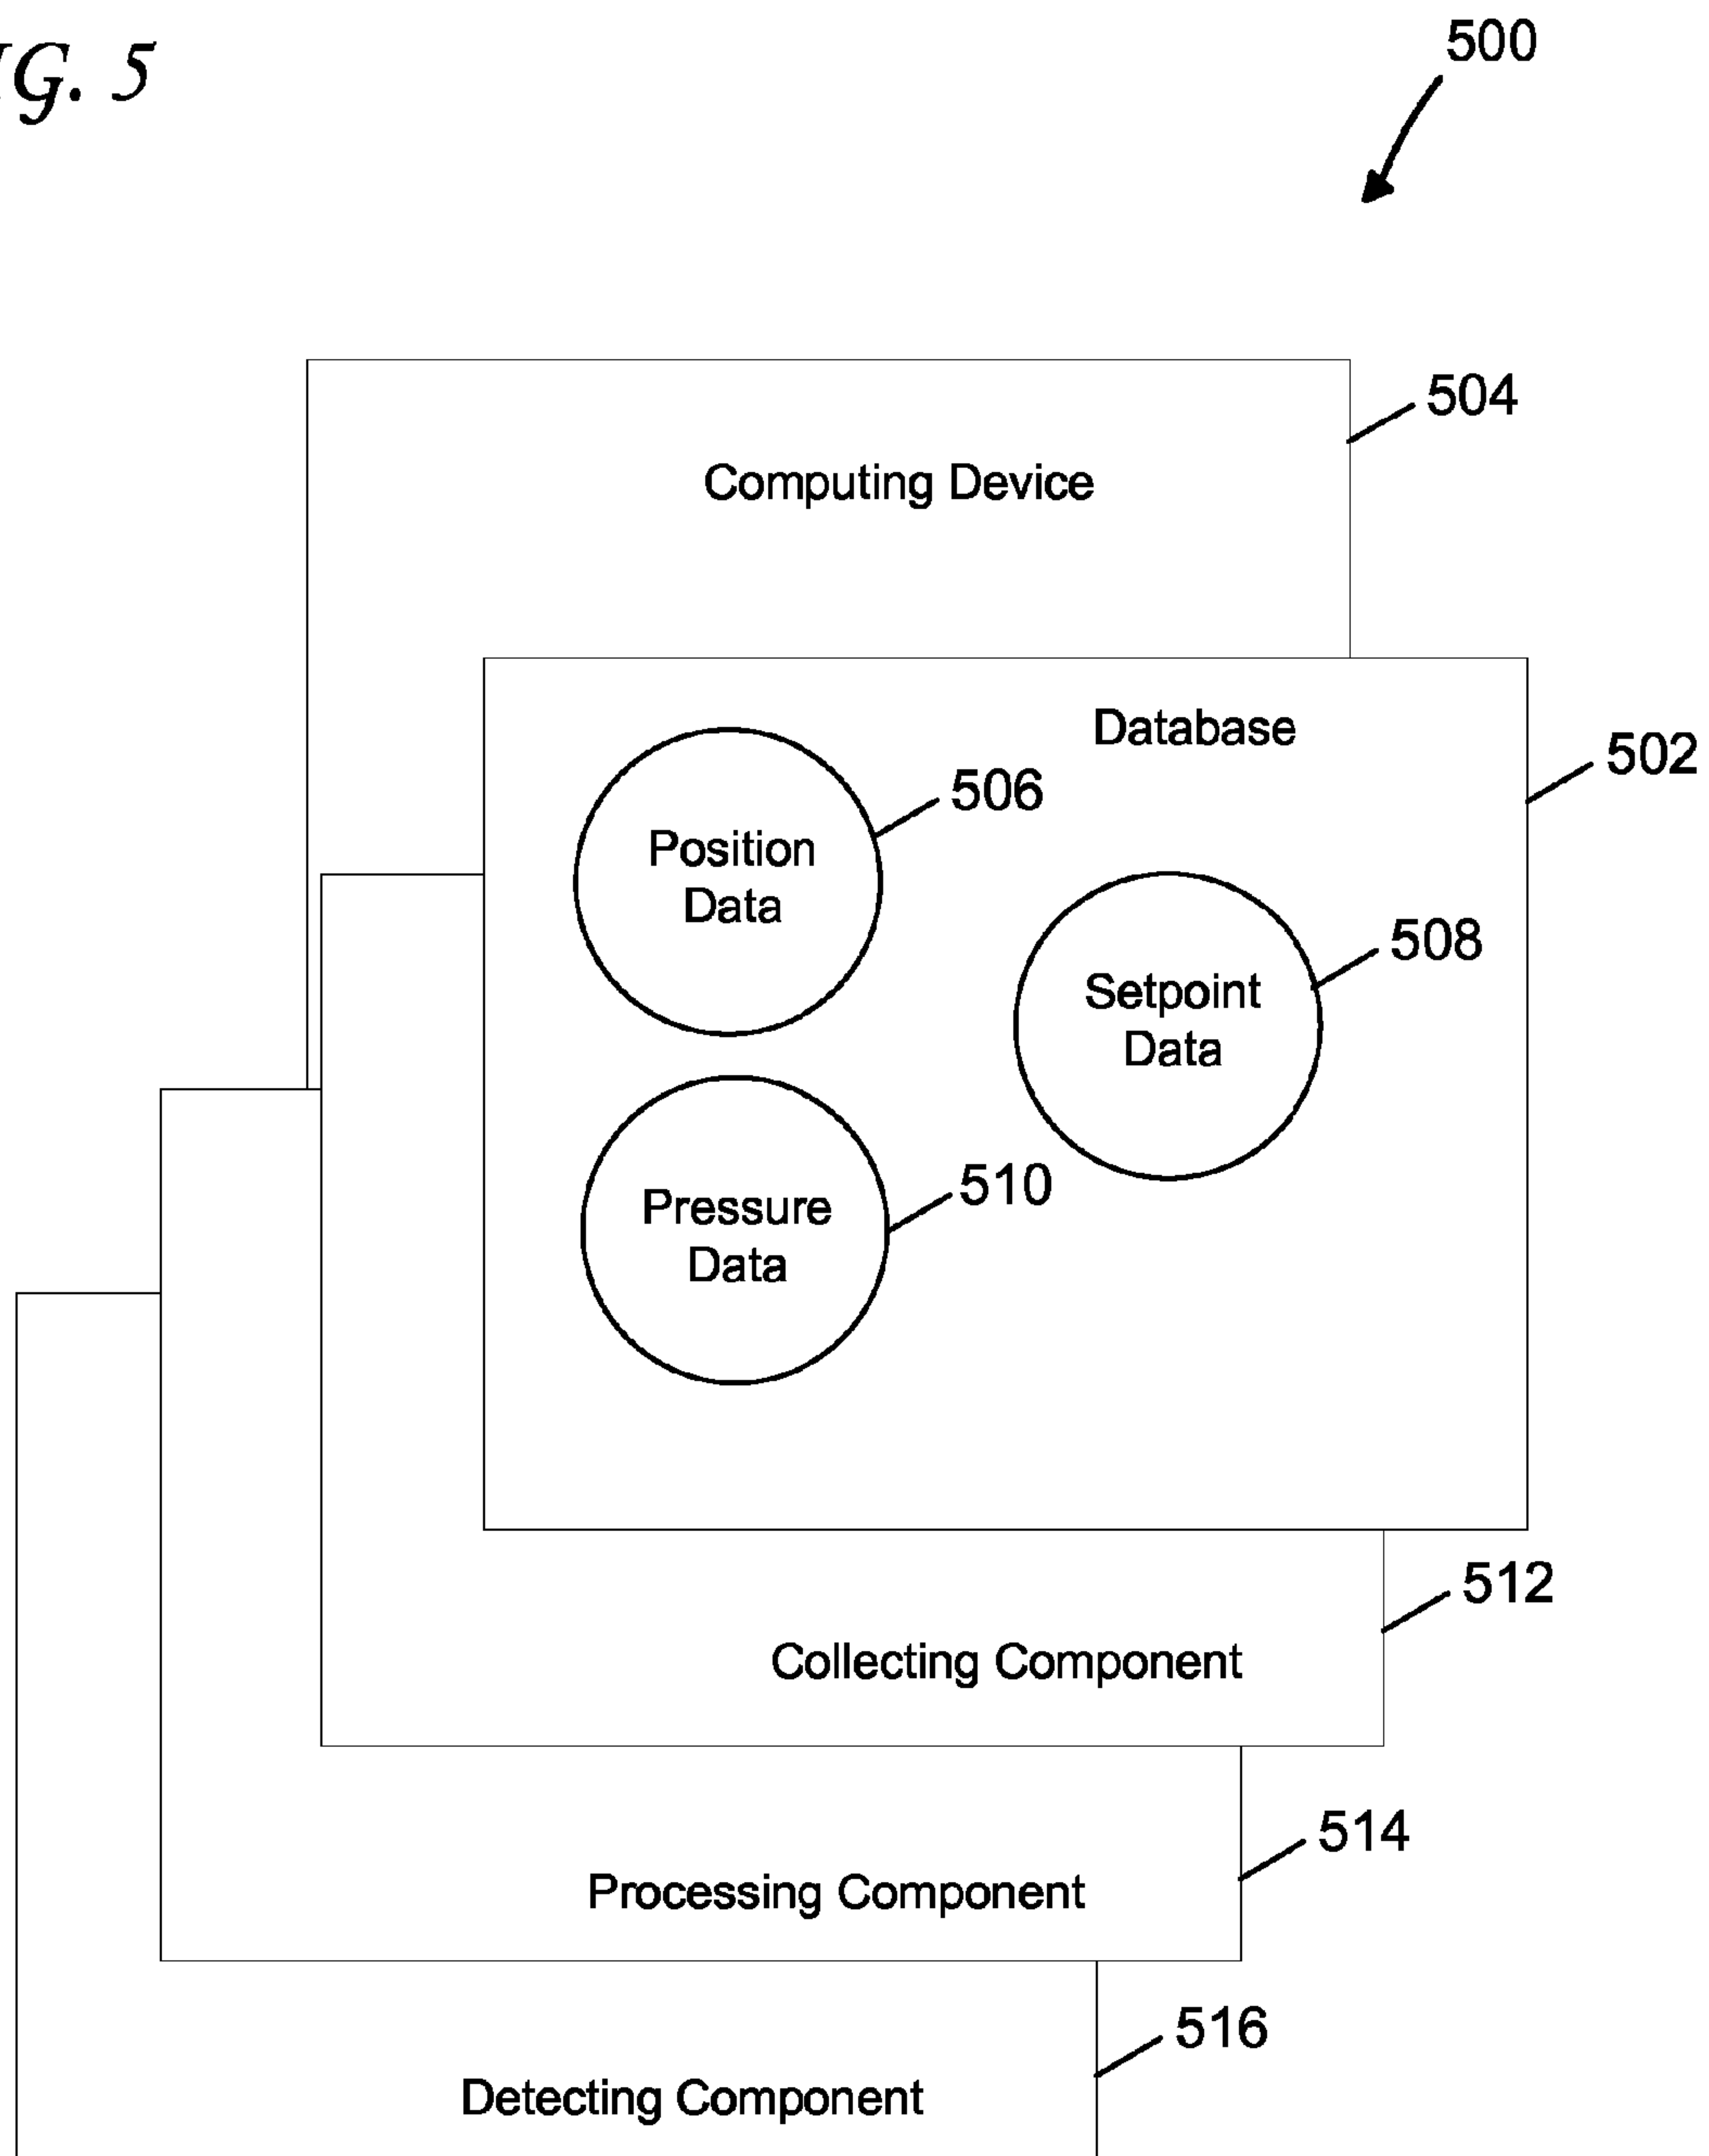 G. 5
500
504
Computing Device
Database
502
506
Position
Data
508
Setpoint
Data
510
Pressure
Data
512
Collecting Component
514
Processing Component
516
Detecting Component